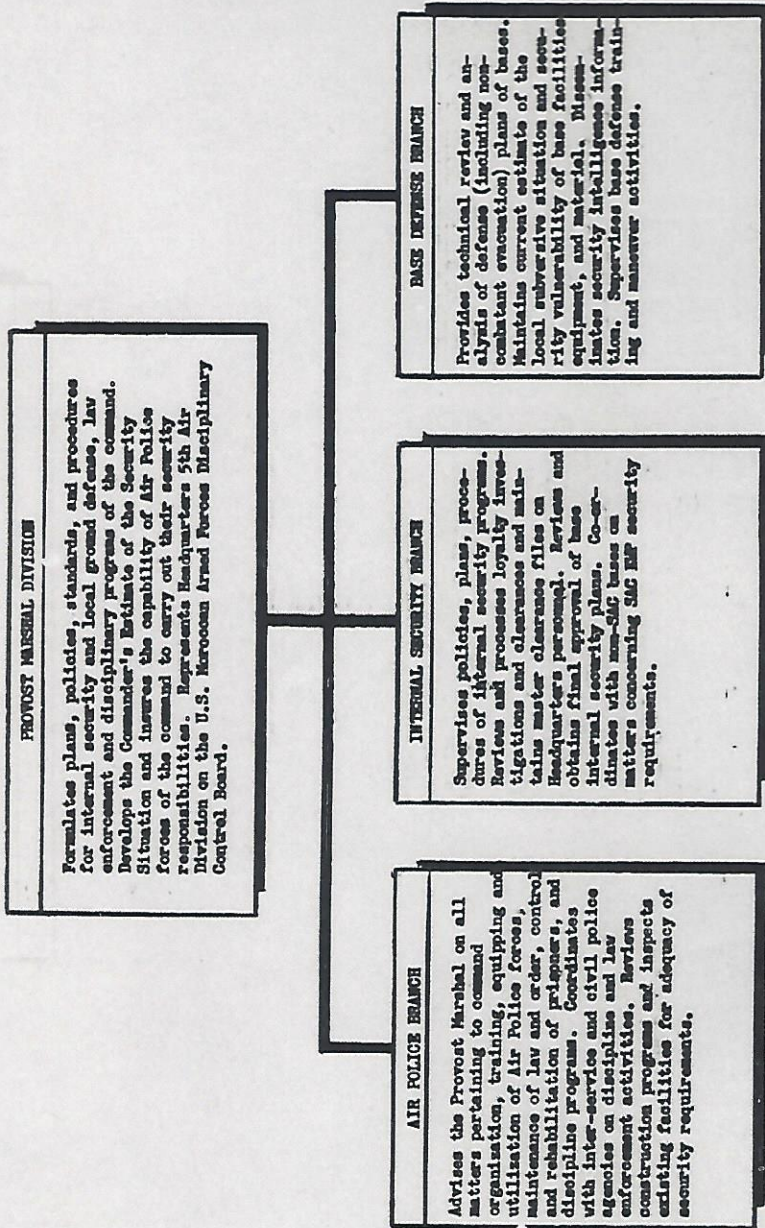 PROVOST MARSHAL DIVISION
Formulates plans, policies, standards, and procedures
for internal security and local ground defense, law
enforcement and disciplinary programs of the command.
Develops the Commander's Estimate of the Security
Situation and insures the capability of Air Police
forces of the command to carry out their security
responsibilities. Represents Headquarters 5th Air
Division on the U.S. Moroccan Armed Forces Disciplinary
Control Board.
AIR POLICE BRANCH
Advises the Provost Marshal on all
matters pertaining to command
organization, training, equipping and
utilization of Air Police forces,
maintenance of law and order, control
and rehabilitation of prisoners, and
discipline programs. Coordinates
with inter-service and civil police
agencies on discipline and law
enforcement activities. Reviews
construction programs and inspects
existing facilities for adequacy of
security requirements.
INTERNAL SECURITY BRANCH
Supervises policies, plans, proce-
dures of internal security programs.
Reviews and processes loyalty inves-
tigations and clearances and main-
tains master clearance files on
Headquarters personnel. Reviews and
obtains final approval of base
internal security plans. Co-or-
dinates with non-SAC bases on
matters concerning SAC security
requirements.
BASE DEFENSE BRANCH
Provides technical review and an-
alysis of defense (including non-
combatant evacuation) plans of bases.
Maintains current estimate of the
local subversive situation and secu-
rity vulnerability of base facilities
equipment, and material. Dissem-
inates security intelligence informa-
tion. Supervises base defense train-
ing and maneuver activities.